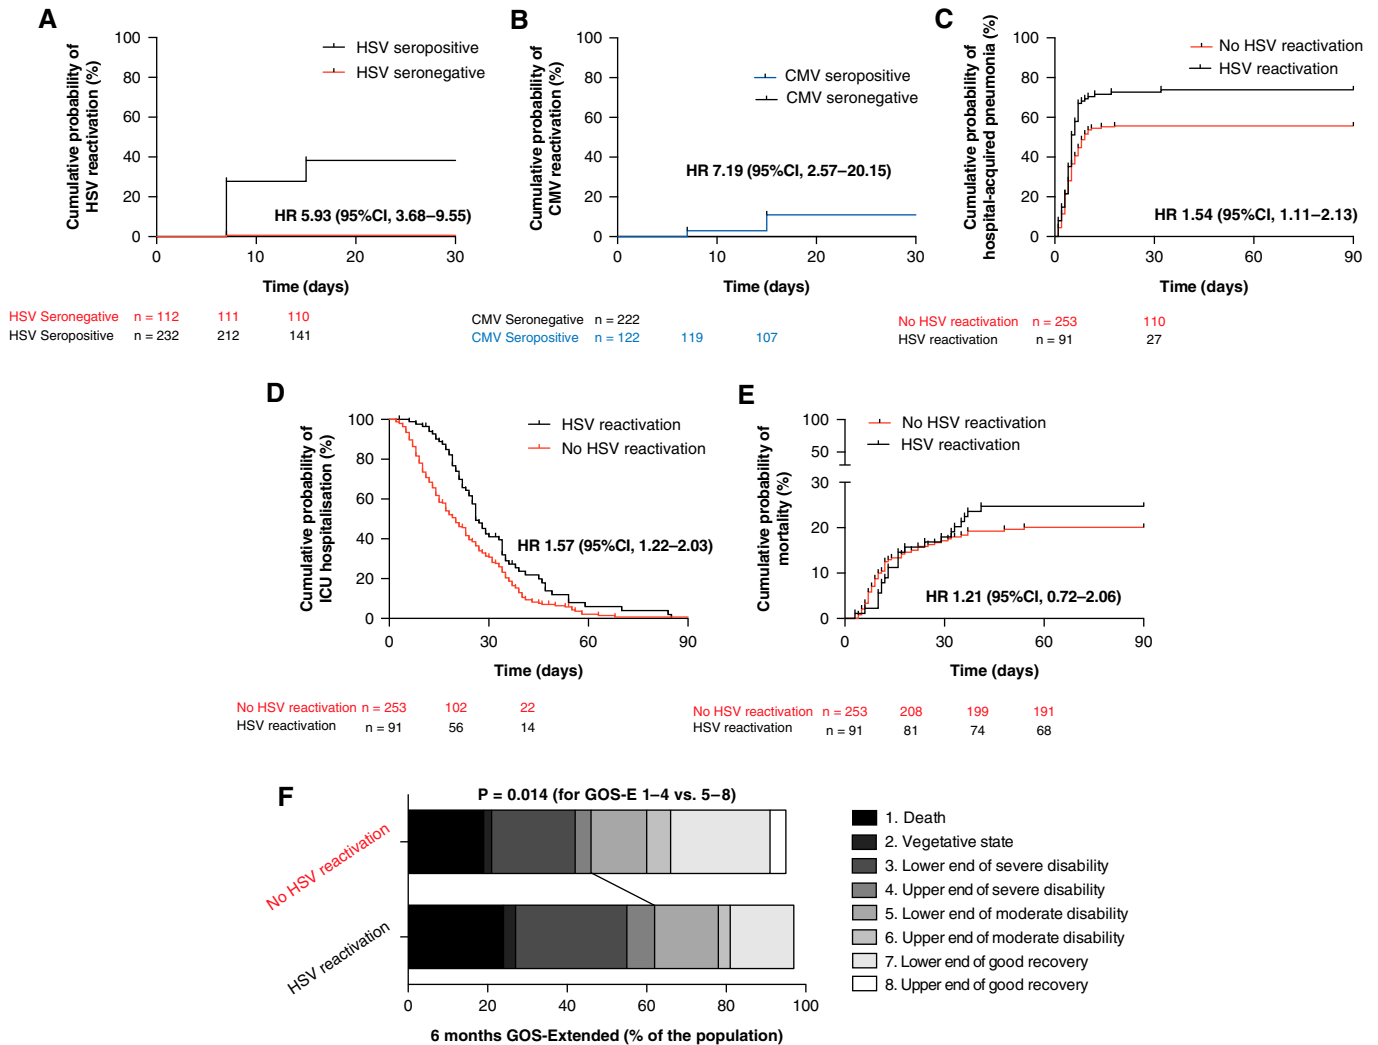 A
Cumulative probability of
HSV reactivation (%)
100
80
60
40
20
0
HSV seropositive
HSV seronegative
HR 5.93 (95%CI, 3.68–9.55)
0 10 20 30
Time (days)
HSV Seronegative n = 112 111 110
HSV Seropositive n = 232 212 141
B
Cumulative probability of
CMV reactivation (%)
100
80
60
40
20
0
CMV seropositive
CMV seronegative
HR 7.19 (95%CI, 2.57–20.15)
0 10 20 30
Time (days)
CMV Seronegative n = 222
CMV Seropositive n = 122 119 107
C
Cumulative probability of
hospital-acquired pneumonia (%)
100
80
60
40
20
0
No HSV reactivation
HSV reactivation
HR 1.54 (95%CI, 1.11–2.13)
0 30 60 90
Time (days)
No HSV reactivation n = 253 110
HSV reactivation n = 91 27
D
Cumulative probability of
ICU hospitalisation (%)
100
80
60
40
20
0
HSV reactivation
No HSV reactivation
HR 1.57 (95%CI, 1.22–2.03)
0 30 60 90
Time (days)
No HSV reactivation n = 253 102 22
HSV reactivation n = 91 56 14
E
Cumulative probability of
mortality (%)
100
50
30
20
10
0
No HSV reactivation
HSV reactivation
HR 1.21 (95%CI, 0.72–2.06)
0 30 60 90
Time (days)
No HSV reactivation n = 253 208 199 191
HSV reactivation n = 91 81 74 68
F
P = 0.014 (for GOS-E 1–4 vs. 5–8)
No HSV reactivation
HSV reactivation
0 20 40 60 80 100
6 months GOS-Extended (% of the population)
1. Death
2. Vegetative state
3. Lower end of severe disability
4. Upper end of severe disability
5. Lower end of moderate disability
6. Upper end of moderate disability
7. Lower end of good recovery
8. Upper end of good recovery